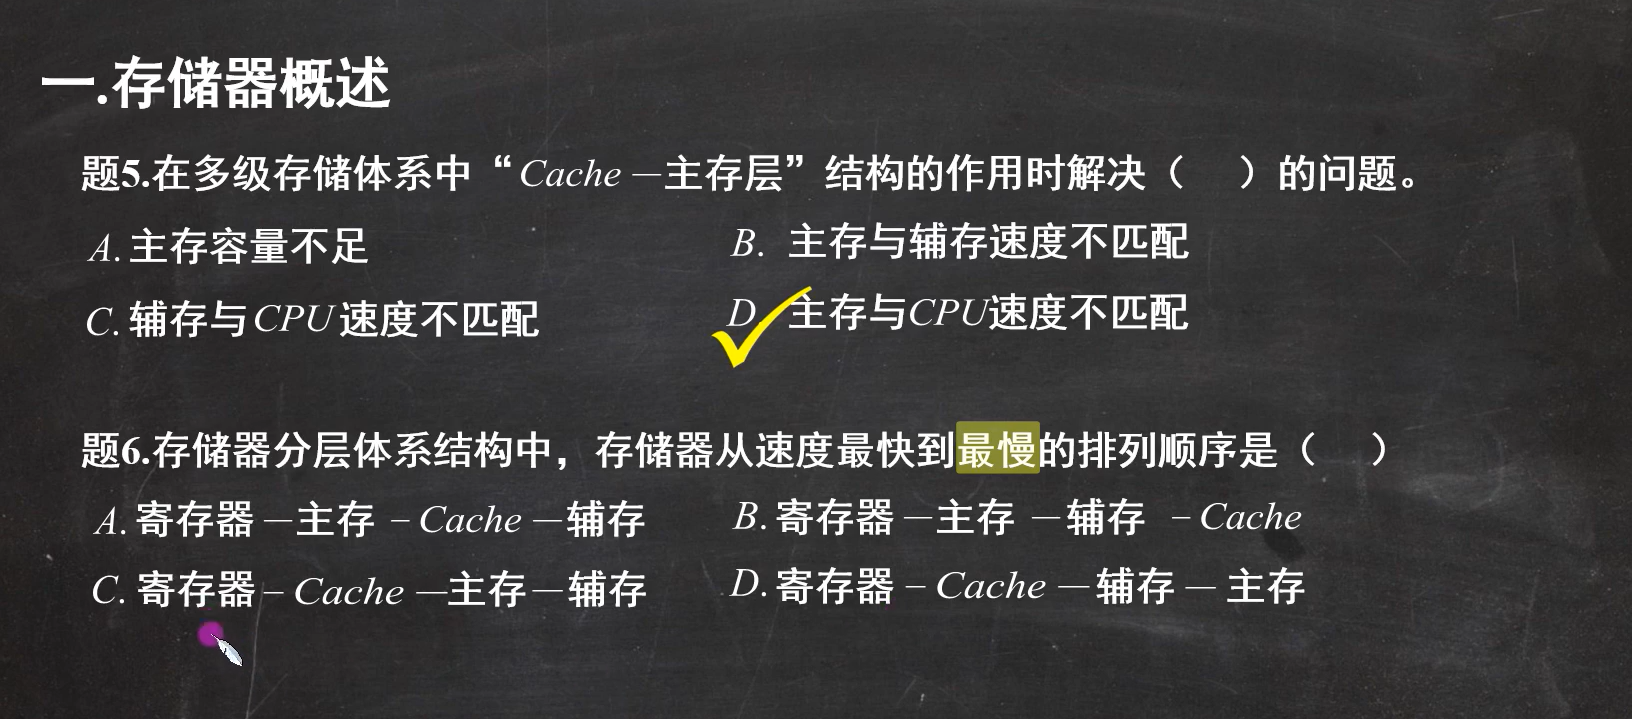 一.存储器概述
题5.在多级存储体系中“Cache－主存层”结构的作用时解决（ ）的问题。
A.主存容量不足 B.主存与辅存速度不匹配
C.辅存与CPU速度不匹配 D.主存与CPU速度不匹配
题6.存储器分层体系结构中，存储器从速度最快到最慢的排列顺序是（ ）
A.寄存器－主存－Cache－辅存 B.寄存器－主存－辅存－Cache
C.寄存器－Cache－主存－辅存 D.寄存器－Cache－辅存－主存